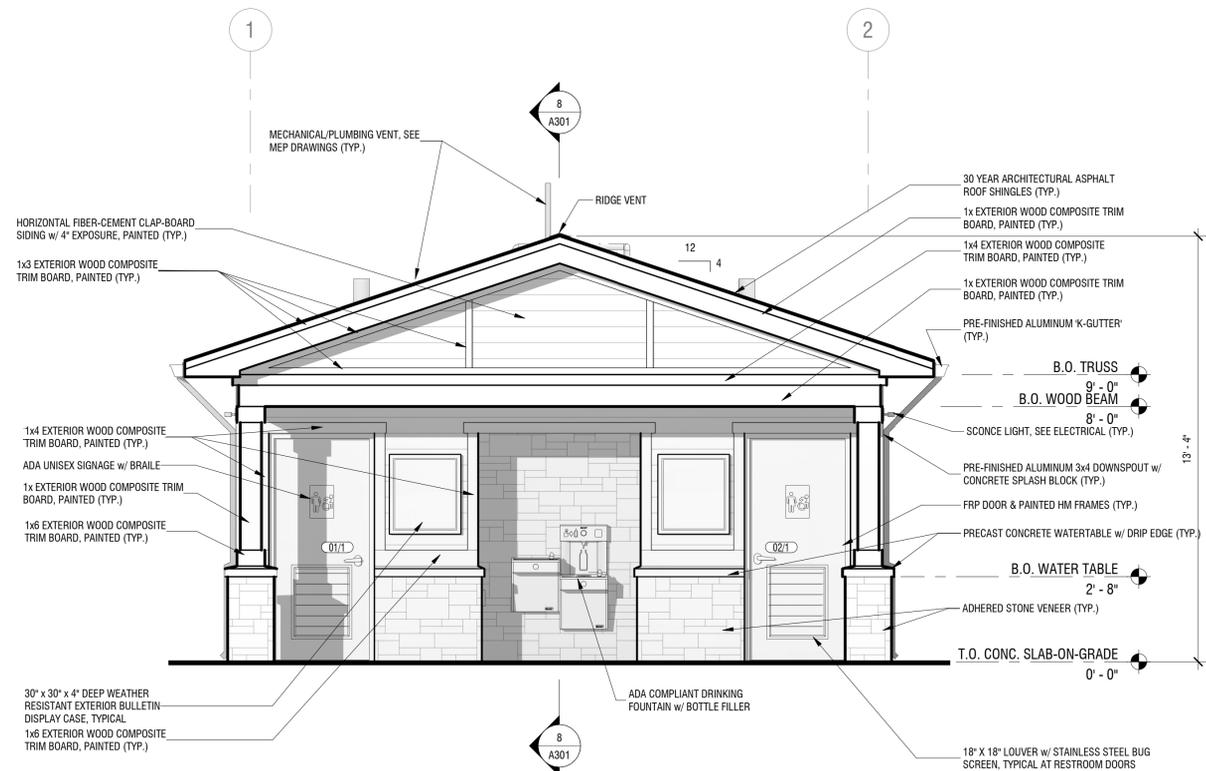 1
2
8
A301
MECHANICAL/PLUMBING VENT, SEE
MEP DRAWINGS (TYP.)
RIDGE VENT
HORIZONTAL FIBER-CEMENT CLAP-BOARD
SIDING w/ 4" EXPOSURE, PAINTED (TYP.)
1x3 EXTERIOR WOOD COMPOSITE
TRIM BOARD, PAINTED (TYP.)
12
4
30 YEAR ARCHITECTURAL ASPHALT
ROOF SHINGLES (TYP.)
1x EXTERIOR WOOD COMPOSITE TRIM
BOARD, PAINTED (TYP.)
1x4 EXTERIOR WOOD COMPOSITE
TRIM BOARD, PAINTED (TYP.)
1x EXTERIOR WOOD COMPOSITE TRIM
BOARD, PAINTED (TYP.)
PRE-FINISHED ALUMINUM 'K-GUTTER'
(TYP.)
B.O. TRUSS
9' - 0"
B.O. WOOD BEAM
8' - 0"
SCONCE LIGHT, SEE ELECTRICAL (TYP.)
13' - 4"
1x4 EXTERIOR WOOD COMPOSITE
TRIM BOARD, PAINTED (TYP.)
ADA UNISEX SIGNAGE w/ BRAILE
1x EXTERIOR WOOD COMPOSITE TRIM
BOARD, PAINTED (TYP.)
1x6 EXTERIOR WOOD COMPOSITE
TRIM BOARD, PAINTED (TYP.)
01/1
02/1
PRE-FINISHED ALUMINUM 3x4 DOWNSPOUT w/
CONCRETE SPLASH BLOCK (TYP.)
FRP DOOR & PAINTED HM FRAMES (TYP.)
PRECAST CONCRETE WATERTABLE w/ DRIP EDGE (TYP.)
B.O. WATER TABLE
2' - 8"
ADHERED STONE VENEER (TYP.)
T.O. CONC. SLAB-ON-GRADE
0' - 0"
30" x 30" x 4" DEEP WEATHER
RESISTANT EXTERIOR BULLETIN
DISPLAY CASE, TYPICAL
1x6 EXTERIOR WOOD COMPOSITE
TRIM BOARD, PAINTED (TYP.)
ADA COMPLIANT DRINKING
FOUNTAIN w/ BOTTLE FILLER
8
A301
18" X 18" LOUVER w/ STAINLESS STEEL BUG
SCREEN, TYPICAL AT RESTROOM DOORS